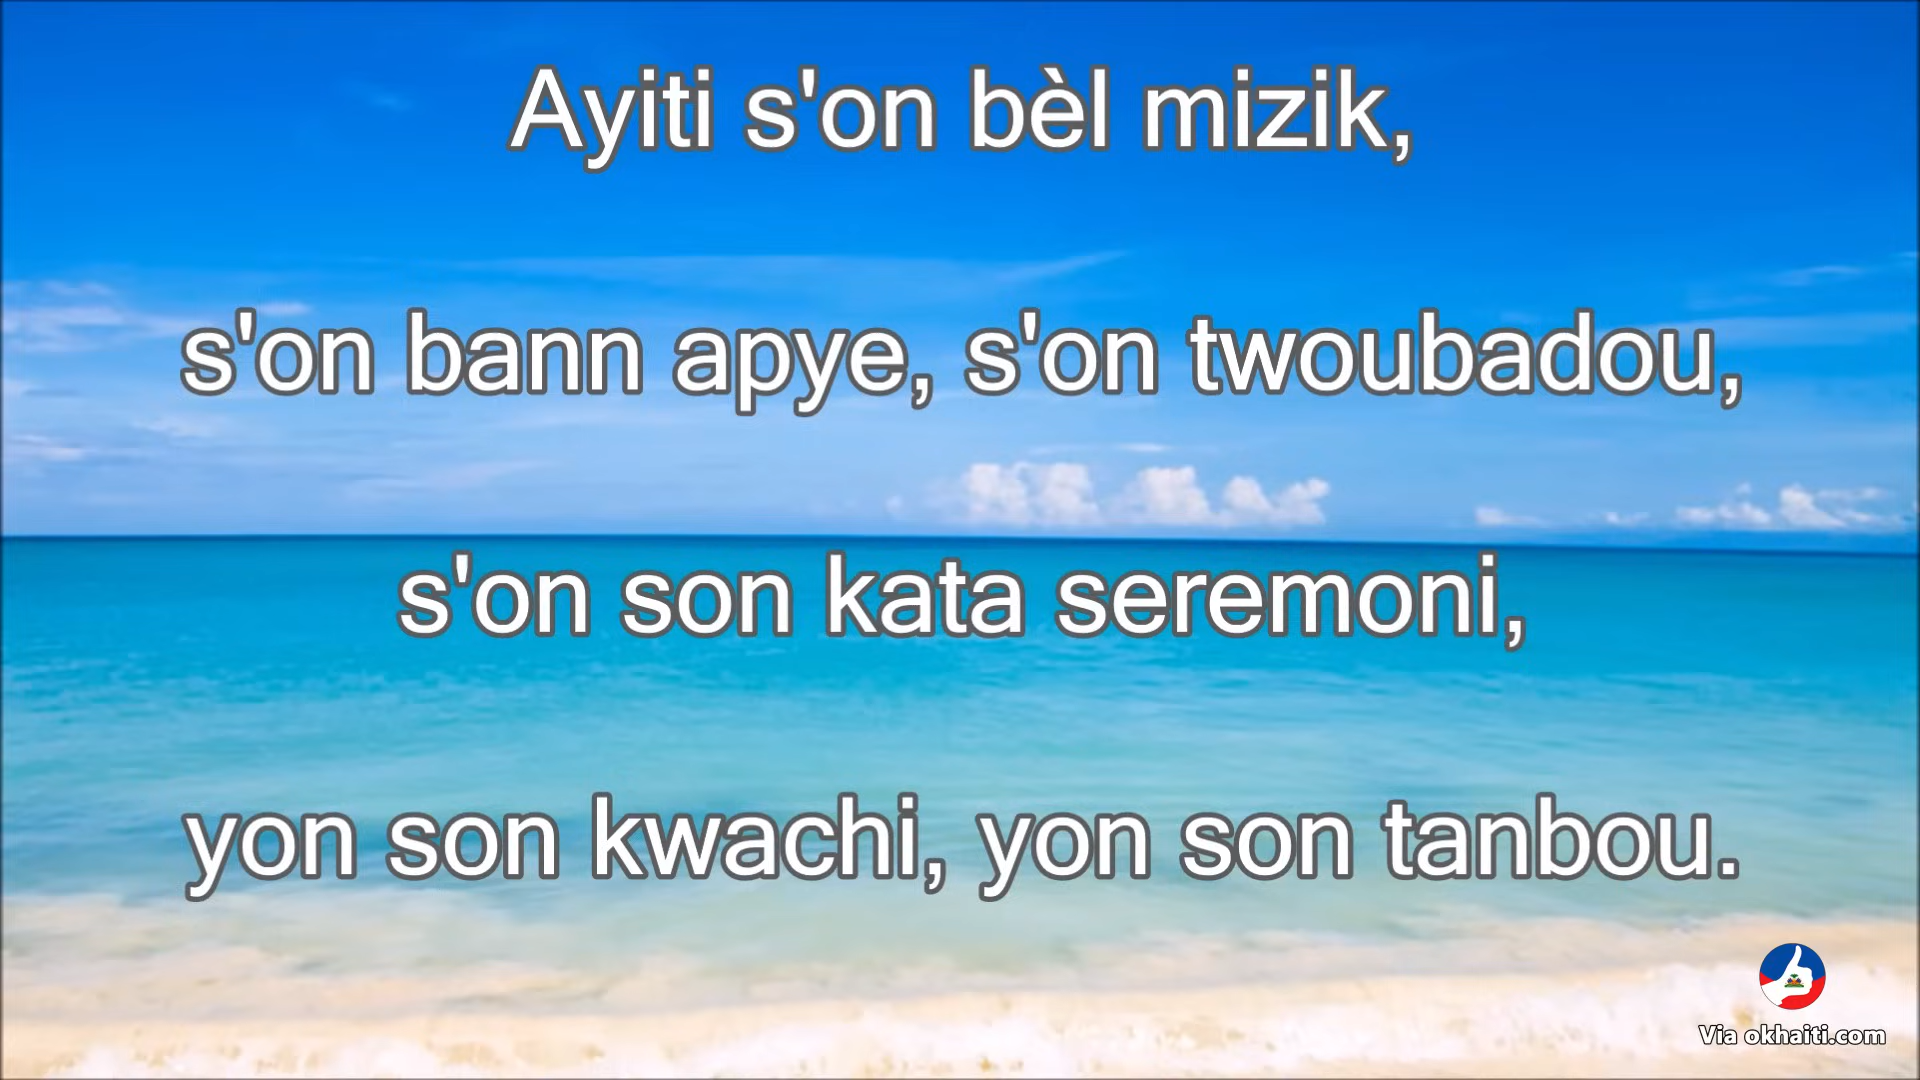 Ayiti s'on bèl mizik,
s'on bann apye, s'on twoubadou,
s'on son kata seremoni,
yon son kwachi, yon son tanbou.
Via okhaiti.com